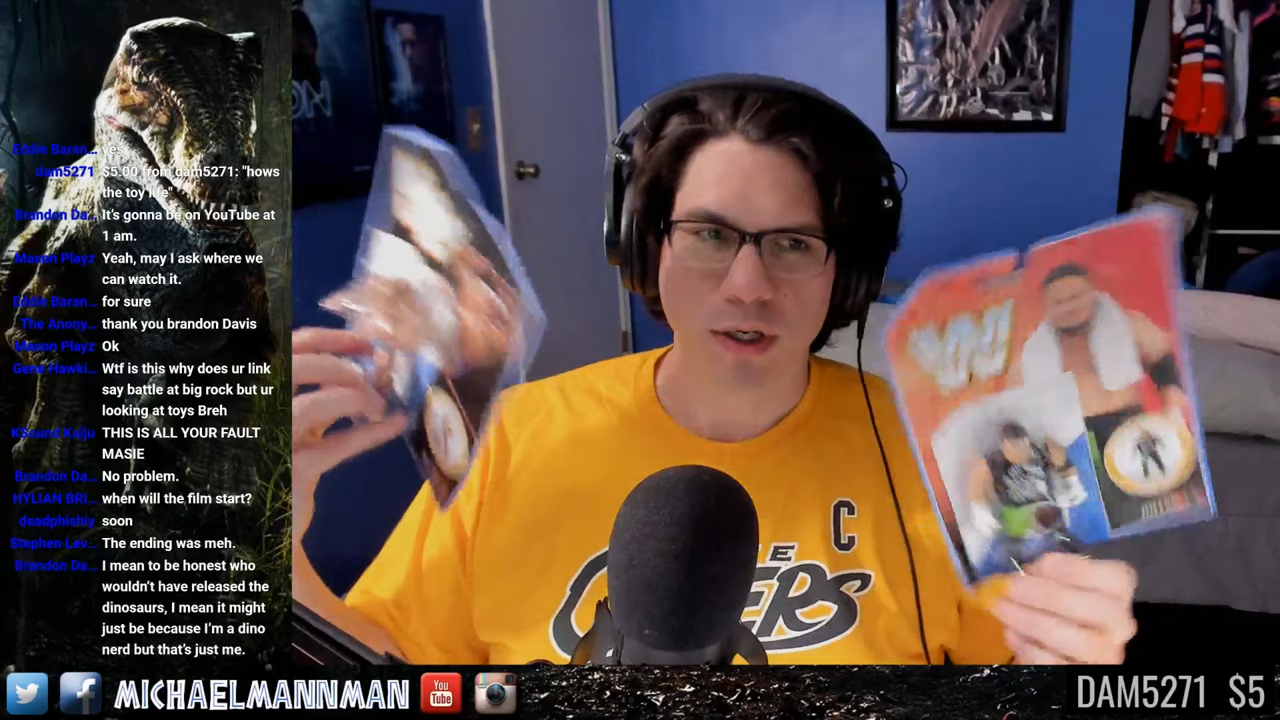 Eddie Baran... yes
dam5271 $5.00 from dam5271: "hows
the toy life"
Brandon Da... It's gonna be on YouTube at
1 am.
Mason Playz Yeah, may I ask where we
can watch it.
Eddie Baran... for sure
The Anony... thank you brandon Davis
Mason Playz Ok
Gene Hawki... Wtf is this why does ur link
say battle at big rock but ur
looking at toys Breh
KSound Kaiju THIS IS ALL YOUR FAULT
MASIE
Brandon Da... No problem.
HYLIAN BRI... when will the film start?
deadphishiy soon
Stephen Lev... The ending was meh.
Brandon Da... I mean to be honest who
wouldn't have released the
dinosaurs, I mean it might
just be because I'm a dino
nerd but that's just me.
C
MICHAELMANNMAN
You
Tube
DAM5271 $5